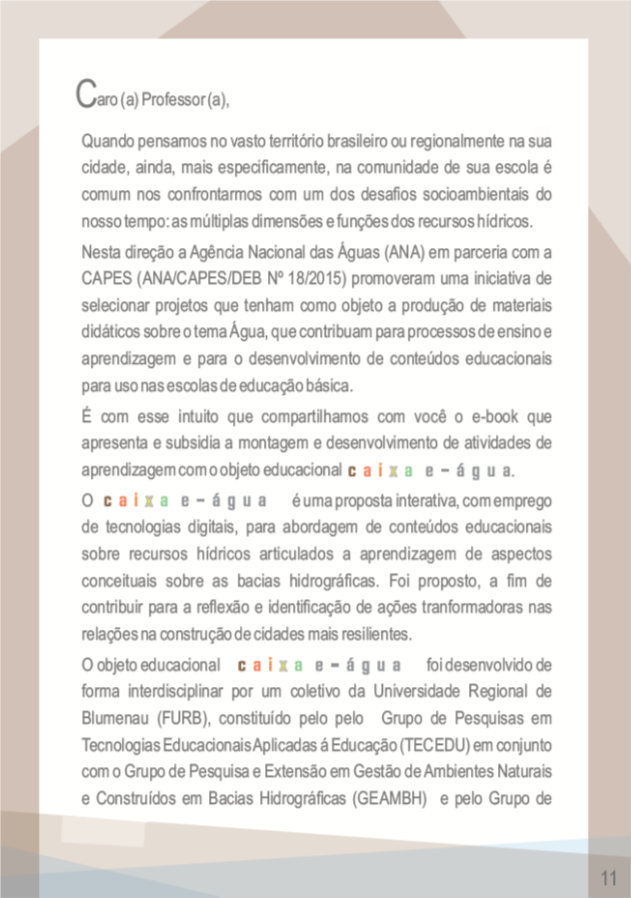 Caro (a) Professor (a),
Quando pensamos no vasto território brasileiro ou regionalmente na sua
cidade, ainda, mais especificamente, na comunidade de sua escola é
comum nos confrontarmos com um dos desafios socioambientais do
nosso tempo: as múltiplas dimensões e funções dos recursos hídricos.
Nesta direção a Agência Nacional das Águas (ANA) em parceria com a
CAPES (ANA/CAPES/DEB Nº 18/2015) promoveram uma iniciativa de
selecionar projetos que tenham como objeto a produção de materiais
didáticos sobre o tema Água, que contribuam para processos de ensino e
aprendizagem e para o desenvolvimento de conteúdos educacionais
para uso nas escolas de educação básica.
É com esse intuito que compartilhamos com você o e-book que
apresenta e subsidia a montagem e desenvolvimento de atividades de
aprendizagem com o objeto educacional caixa e-água.
O caixa e-água é uma proposta interativa, com emprego
de tecnologias digitais, para abordagem de conteúdos educacionais
sobre recursos hídricos articulados a aprendizagem de aspectos
conceituais sobre as bacias hidrográficas. Foi proposto, a fim de
contribuir para a reflexão e identificação de ações tranformadoras nas
relações na construção de cidades mais resilientes.
O objeto educacional caixa e-água foi desenvolvido de
forma interdisciplinar por um coletivo da Universidade Regional de
Blumenau (FURB), constituído pelo pelo Grupo de Pesquisas em
Tecnologias Educacionais Aplicadas á Educação (TECEDU) em conjunto
com o Grupo de Pesquisa e Extensão em Gestão de Ambientes Naturais
e Construídos em Bacias Hidrográficas (GEAMBH) e pelo Grupo de
11